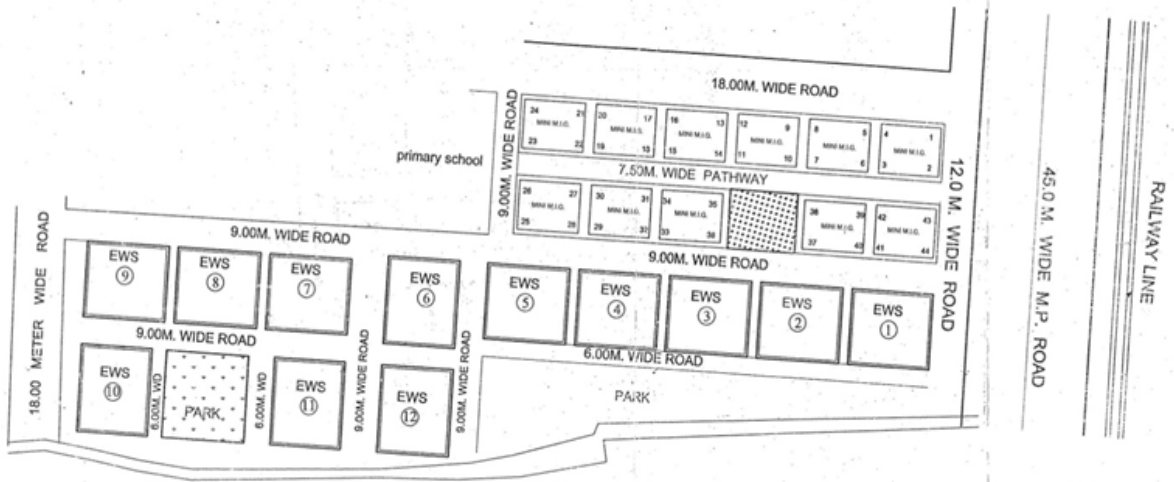 18.00M. WIDE ROAD
9.00M. WIDE ROAD
24 21
MINI M.I.G.
23 22
20 17
MINI M.I.G.
19
16 13
MINI M.I.G.
15 14
12 9
MINI M.I.G.
11 10
8 5
MINI M.I.G.
7 6
4 1
MINI M.I.G.
3 2
primary school
7.50M. WIDE PATHWAY
12.0 M. WIDE ROAD
45.0 M. WIDE M.P. ROAD
RAILWAY LINE
26 27
MINI M.I.G.
25 28
30 31
MINI M.I.G.
29 32
34 35
MINI M.I.G.
33 36
38 39
MINI M.I.G.
37 40
42 43
MINI M.I.G.
41 44
18.00 METER WIDE ROAD
9.00M. WIDE ROAD
9.00M. WIDE ROAD
EWS
9
EWS
8
EWS
7
EWS
6
EWS
5
EWS
4
EWS
3
EWS
2
EWS
1
9.00M. WIDE ROAD
6.00M. WIDE ROAD
EWS
10
6.00M. WD
PARK
6.00M. WD
EWS
11
9.00M. WIDE ROAD
EWS
12
9.00M. WIDE ROAD
PARK